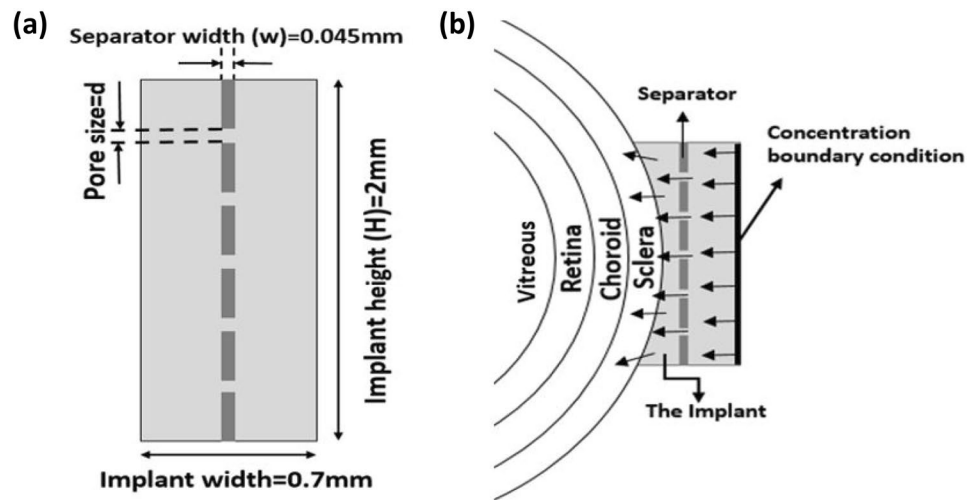 (a)
Separator width (w)=0.045mm
Pore size=d
Implant height (H)=2mm
Implant width=0.7mm
(b)
Separator
Concentration
boundary condition
Vitreous
Retina
Choroid
Sclera
The Implant